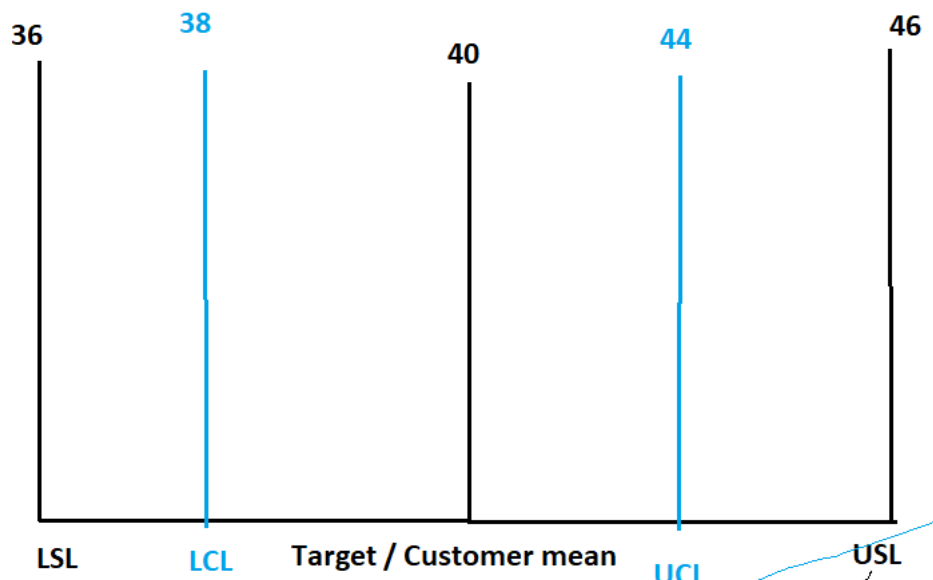 36
38
40
44
46
LSL
LCL
Target / Customer mean
UCL
USL